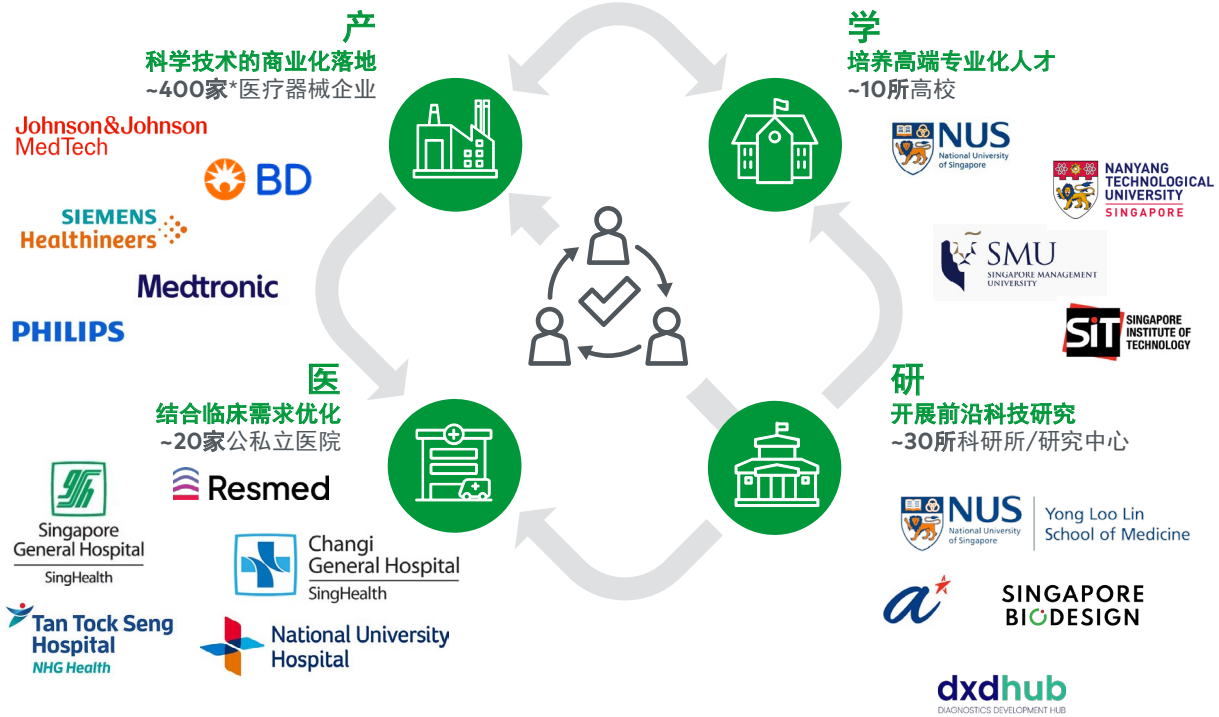 产
科学技术的商业化落地
~400家*医疗器械企业
Johnson&Johnson
MedTech
BD
SIEMENS
Healthineers
Medtronic
PHILIPS
学
培养高端专业化人才
~10所高校
NUS
National University
of Singapore
NANYANG
TECHNOLOGICAL
UNIVERSITY
SINGAPORE
SMU
SINGAPORE MANAGEMENT
UNIVERSITY
SiT
SINGAPORE
INSTITUTE OF
TECHNOLOGY
医
结合临床需求优化
~20家公私立医院
Resmed
Singapore
General Hospital
SingHealth
Changi
General Hospital
SingHealth
Tan Tock Seng
Hospital
NHG Health
National University
Hospital
研
开展前沿科技研究
~30所科研所/研究中心
NUS
National University
of Singapore
Yong Loo Lin
School of Medicine
a
SINGAPORE
BIODESIGN
dxdhub
DIAGNOSTICS DEVELOPMENT HUB